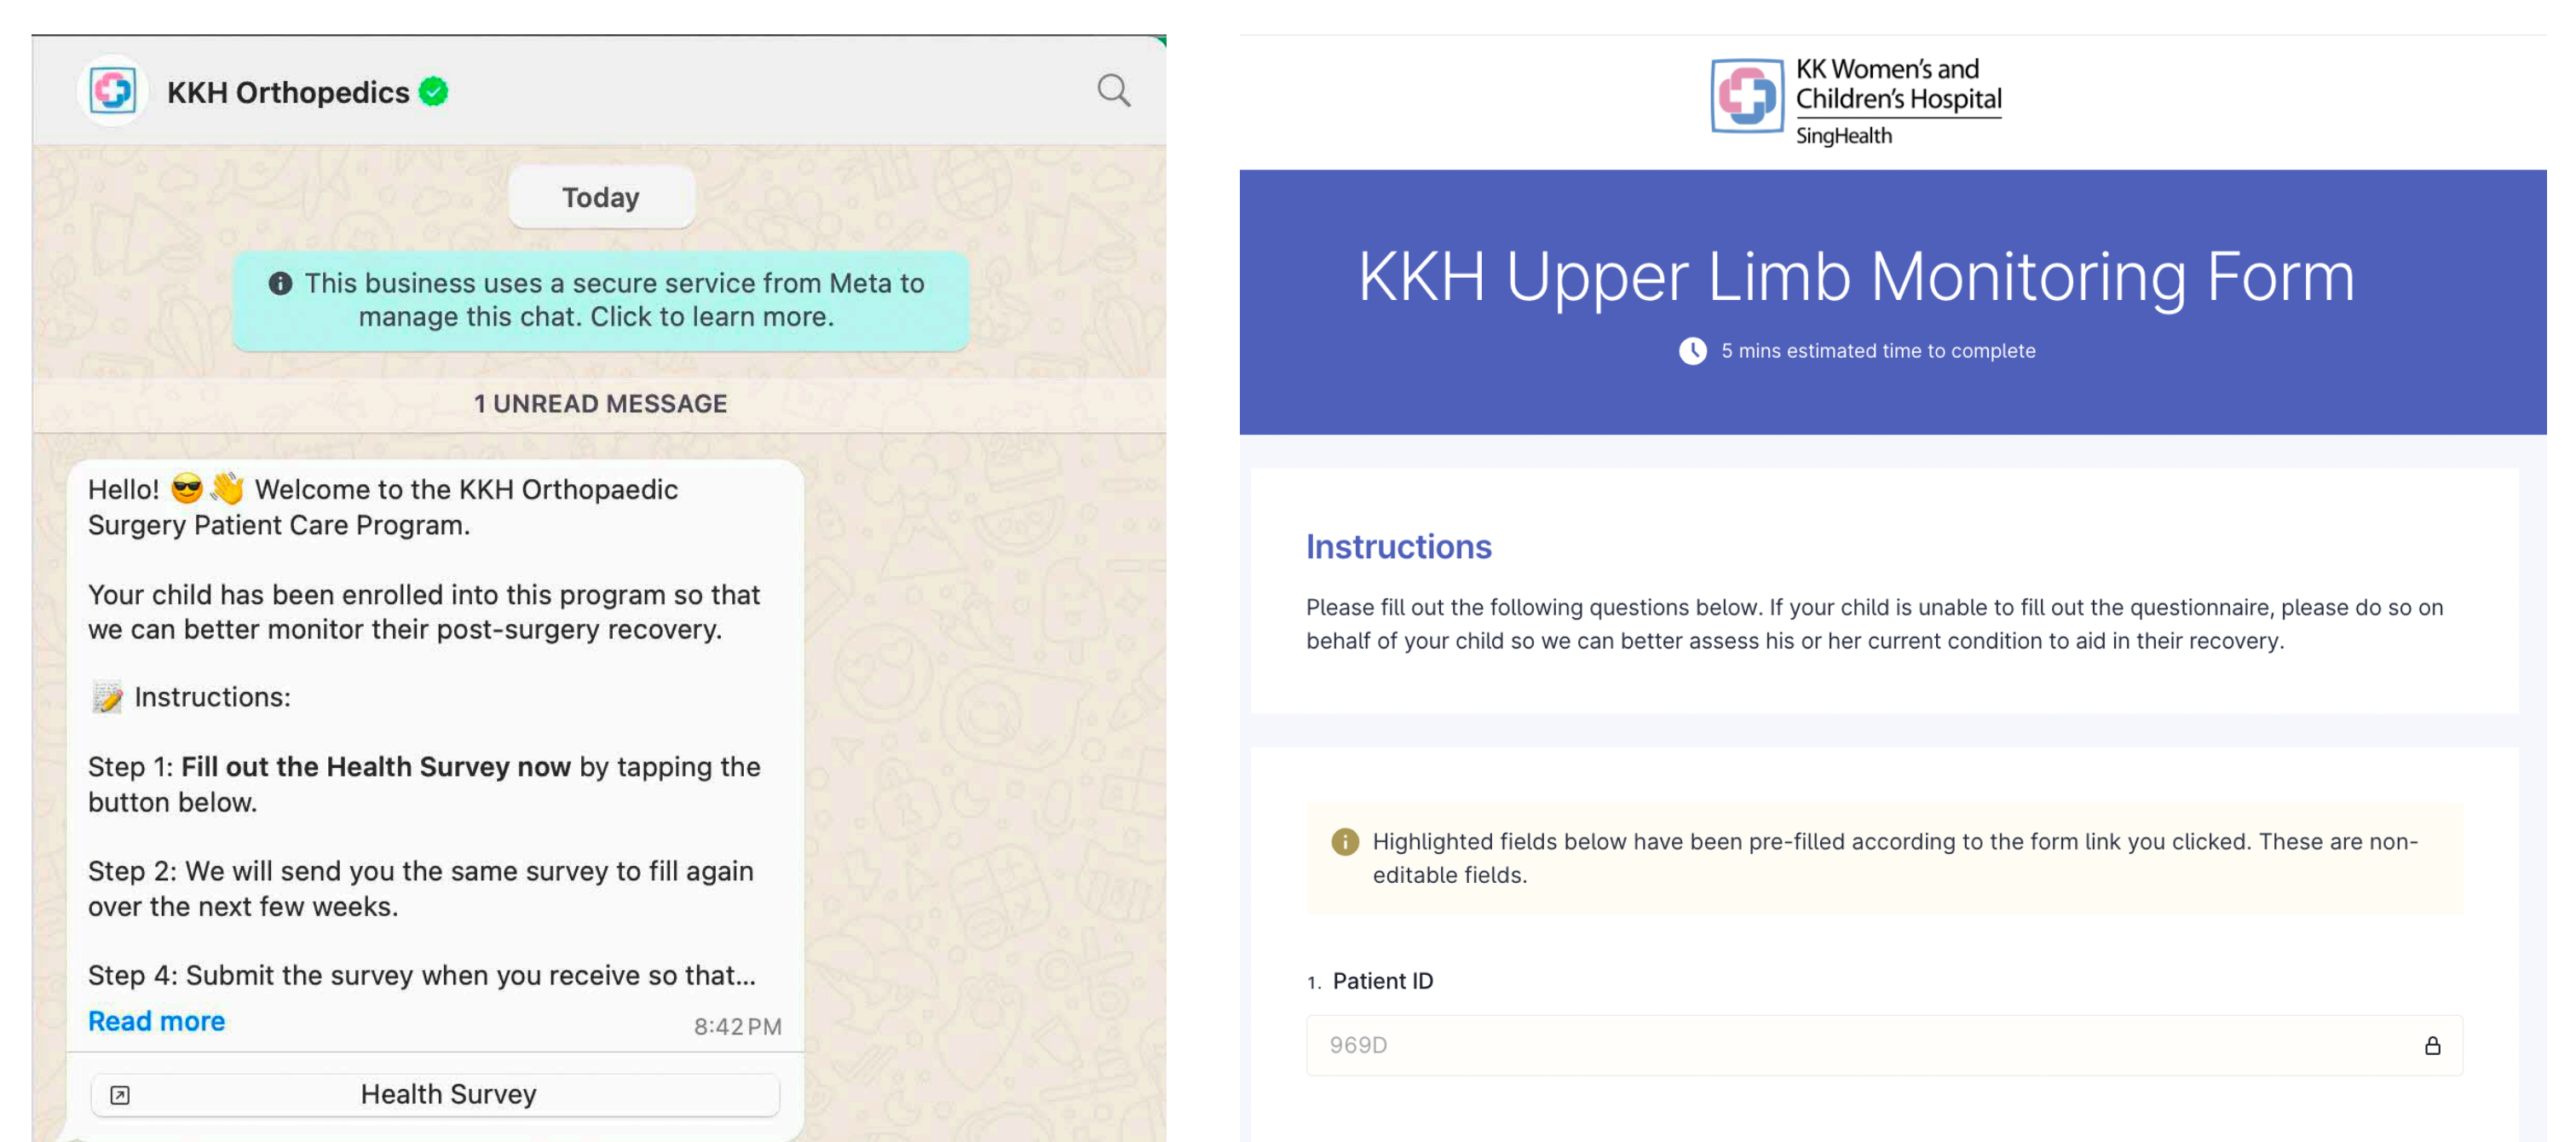 KKH Orthopedics
Today
This business uses a secure service from Meta to
manage this chat. Click to learn more.
1 UNREAD MESSAGE
Hello! 😎👋 Welcome to the KKH Orthopaedic
Surgery Patient Care Program.
Your child has been enrolled into this program so that
we can better monitor their post-surgery recovery.
📝 Instructions:
Step 1: Fill out the Health Survey now by tapping the
button below.
Step 2: We will send you the same survey to fill again
over the next few weeks.
Step 4: Submit the survey when you receive so that...
Read more
8:42 PM
Health Survey
KK Women's and
Children's Hospital
SingHealth
KKH Upper Limb Monitoring Form
5 mins estimated time to complete
Instructions
Please fill out the following questions below. If your child is unable to fill out the questionnaire, please do so on
behalf of your child so we can better assess his or her current condition to aid in their recovery.
Highlighted fields below have been pre-filled according to the form link you clicked. These are non-
editable fields.
1. Patient ID
969D